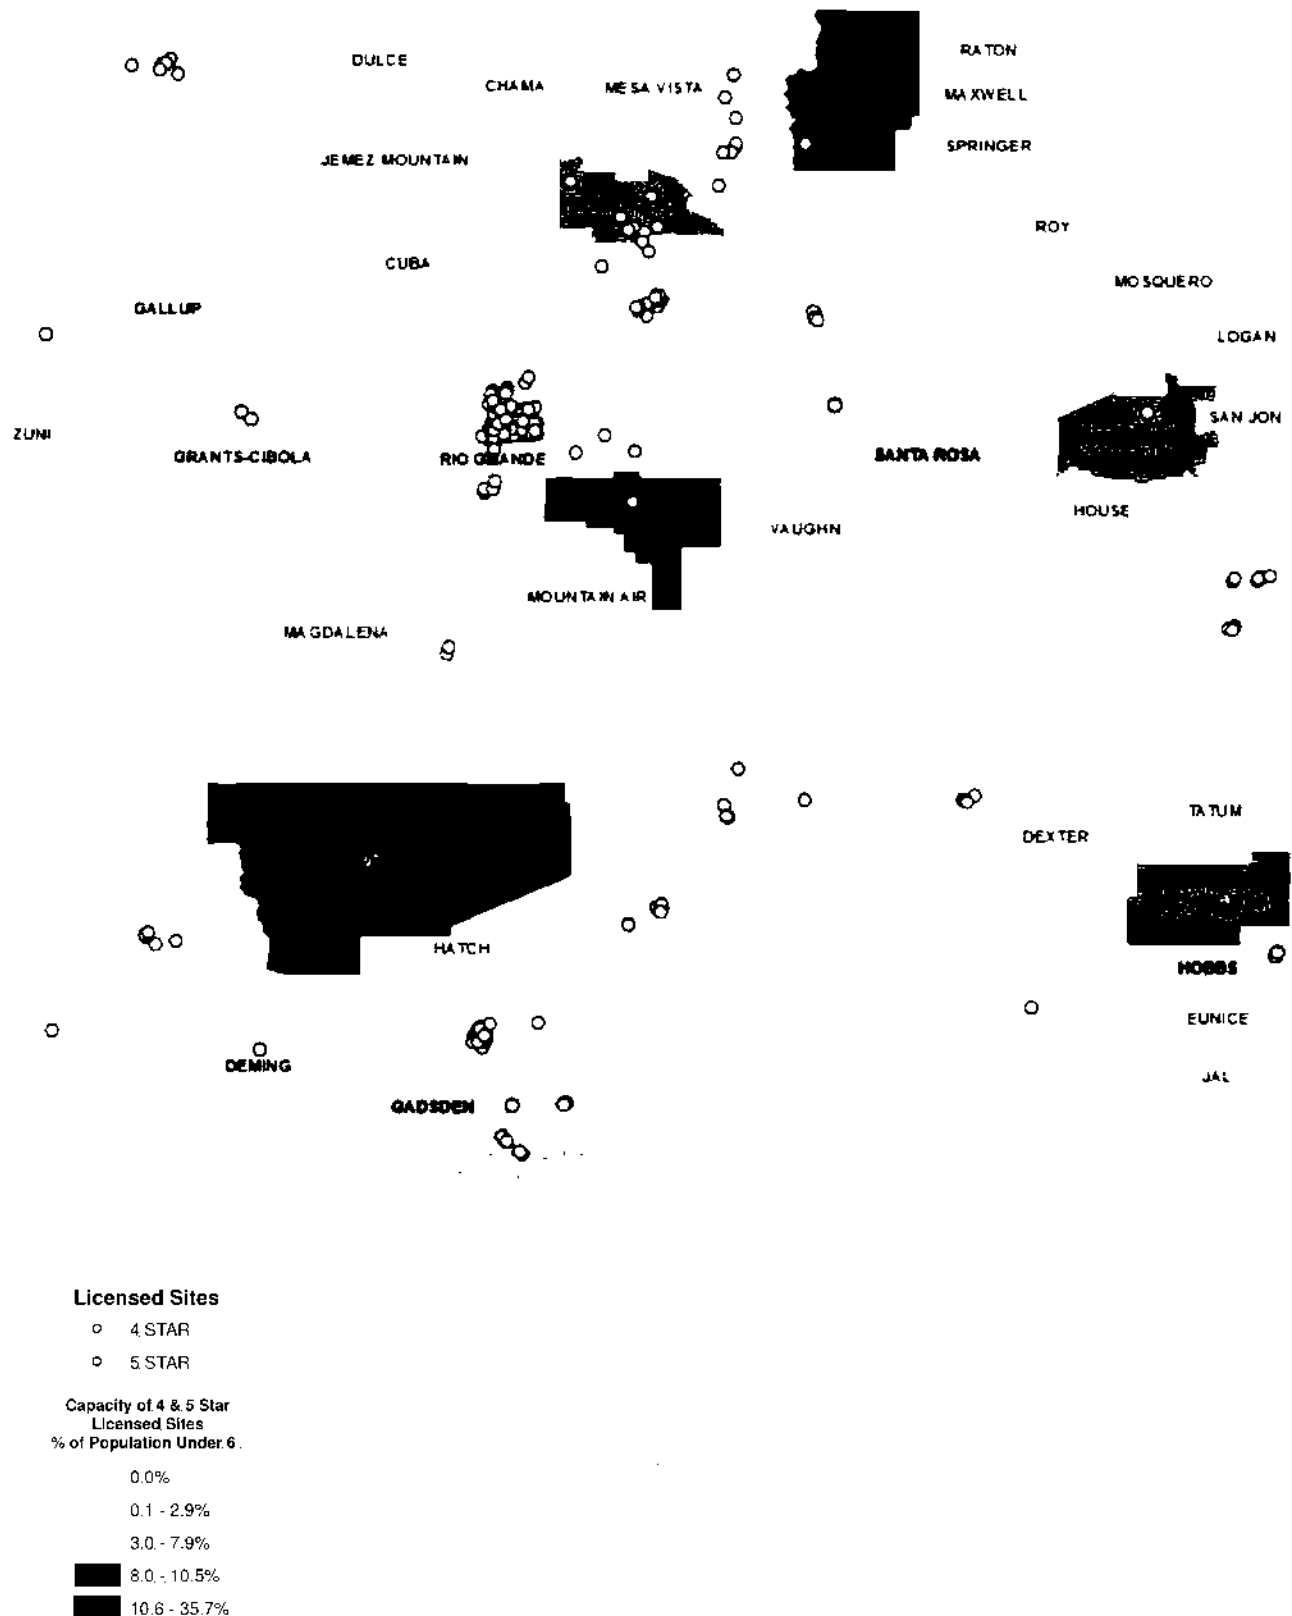 DULCE
RATON
CHAMA
MESA VISTA
MAXWELL
SPRINGER
JEMEZ MOUNTAIN
ROY
CUBA
MOSQUERO
GALLUP
LOGAN
SAN JON
ZUNI
GRANTS-CIBOLA
RIO GRANDE
SANTA ROSA
HOUSE
VAUGHN
MOUNTAIN AIR
MAGDALENA
TATUM
DEXTER
HATCH
HOBBS
EUNICE
DEMING
JAL
GADSDEN
Licensed Sites
4 STAR
5 STAR
Capacity of 4 & 5 Star
Licensed Sites
% of Population Under 6
0.0%
0.1 - 2.9%
3.0 - 7.9%
8.0 - 10.5%
10.6 - 35.7%